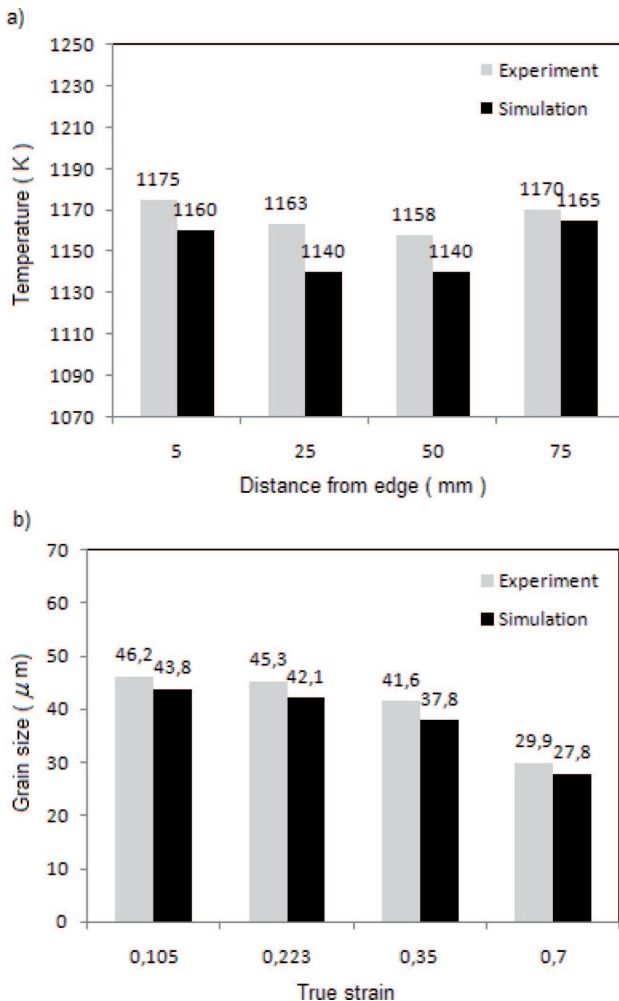 a)
1250
1230
1210
1190
1170
1150
1130
1110
1090
1070
Temperature ( K )
Experiment
Simulation
1175
1160
1163
1140
1158
1140
1170
1165
5 25 50 75
Distance from edge ( mm )
b)
70
60
50
40
30
20
10
0
Grain size ( μm)
Experiment
Simulation
46,2
43,8
45,3
42,1
41,6
37,8
29,9
27,8
0,105 0,223 0,35 0,7
True strain